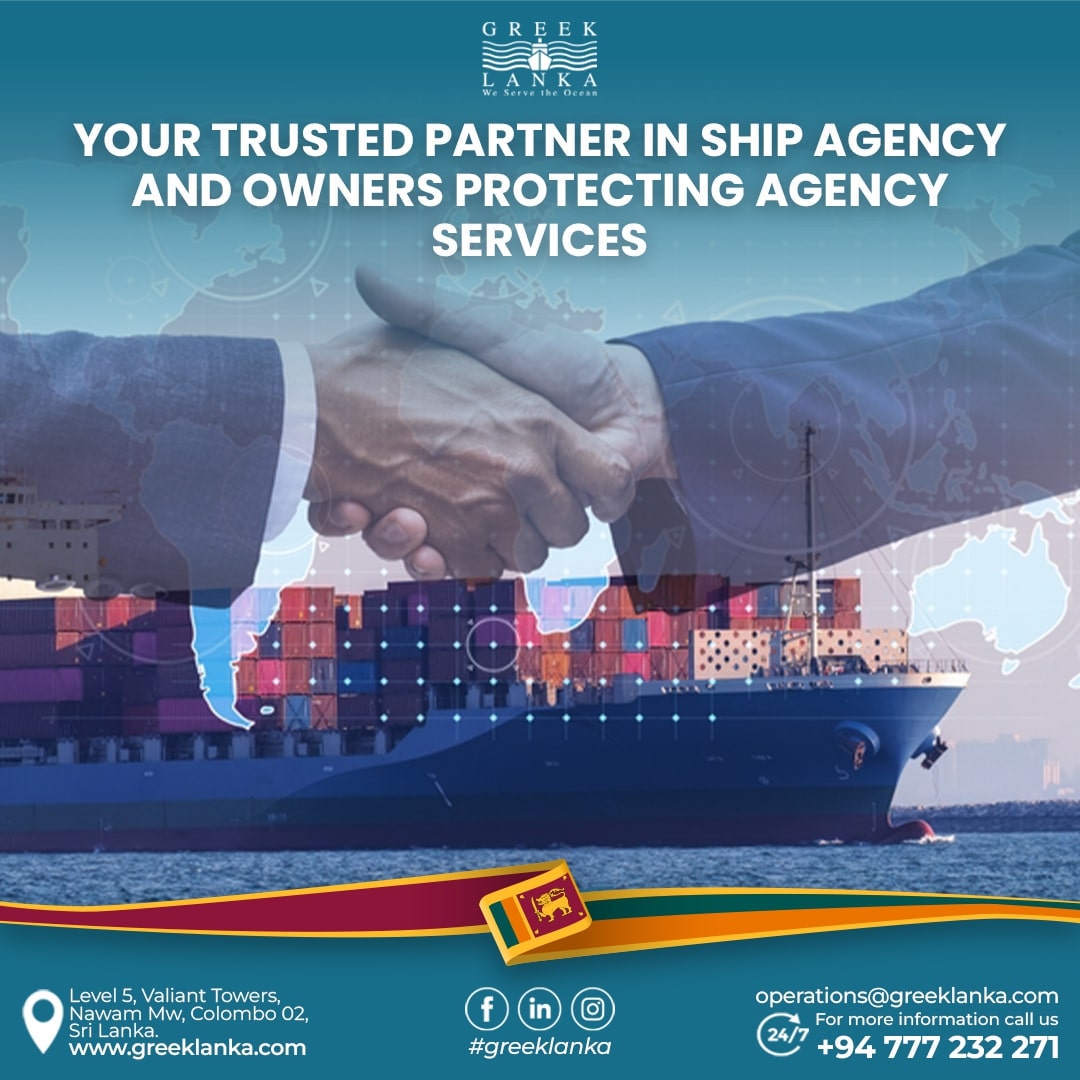 GREEK
LANKA
We Serve the Ocean
YOUR TRUSTED PARTNER IN SHIP AGENCY
AND OWNERS PROTECTING AGENCY
SERVICES
Level 5, Valiant Towers,
Nawam Mw, Colombo 02,
Sri Lanka.
www.greeklanka.com
f in
#greeklanka
operations@greeklanka.com
24/7
For more information call us
+94 777 232 271